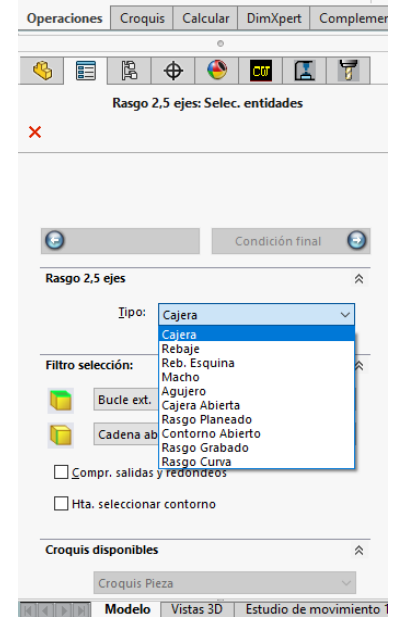 Operaciones Croquis Calcular DimXpert Complemen
Rasgo 2,5 ejes: Selec. entidades
Condición final
Rasgo 2,5 ejes
Tipo: Cajera
Cajera
Rebaje
Reb. Esquina
Macho
Agujero
Cajera Abierta
Rasgo Planeado
Contorno Abierto
Rasgo Grabado
Rasgo Curva
Filtro selección:
Bucle ext.
Cadena ab
Compr. salidas y redondeos
Hta. seleccionar contorno
Croquis disponibles
Croquis Pieza
Modelo Vistas 3D Estudio de movimiento 1